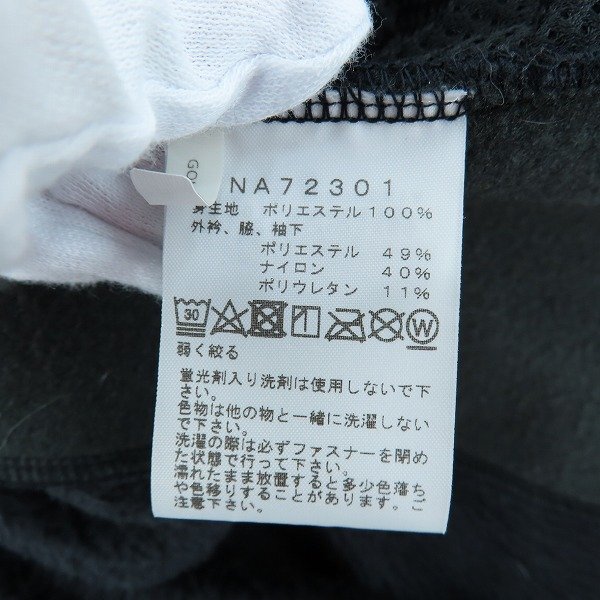 GO
NA72301
身生地 ポリエステル100%
外衿、脇、袖下
ポリエステル 49%
ナイロン 40%
ポリウレタン 11%
30 W
弱く絞る
蛍光剤入り洗剤は使用しないで下
さい。
色物は他の物と一緒に洗濯しない
で下さい。
洗濯の際は必ずファスナーを閉め
た状態で行って下さい。
濡れたまま放置すると多少色落ち
や色移りすることがあります。ご
注意下さい。